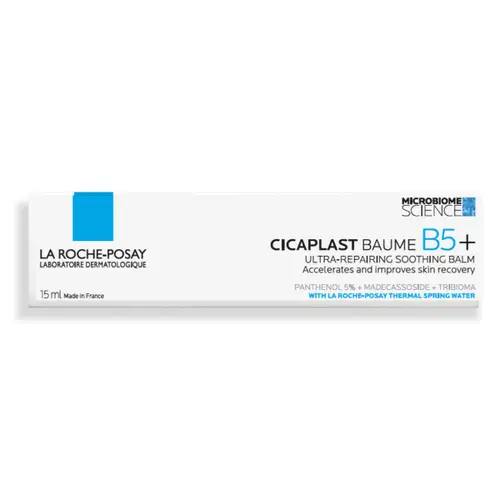 MICROBIOME
SCIENCE
LA ROCHE-POSAY
LABORATOIRE DERMATOLOGIQUE
15 ml Made in France
CICAPLAST BAUME B5+
ULTRA-REPAIRING SOOTHING BALM
Accelerates and improves skin recovery
PANTHENOL 5% + MADECASSOSIDE + TRIBIOMA
WITH LA ROCHE-POSAY THERMAL SPRING WATER